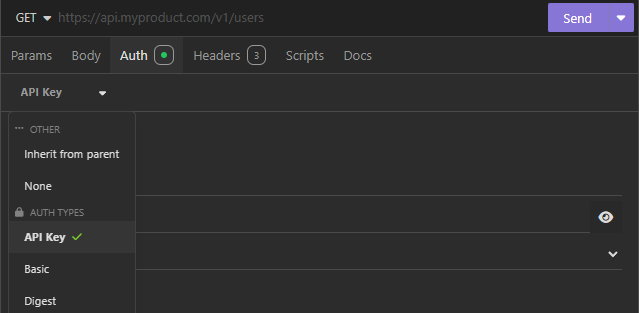 GET https://api.myproduct.com/v1/users Send
Params Body Auth Headers 3 Scripts Docs
API Key
OTHER
Inherit from parent
None
AUTH TYPES
API Key
Basic
Digest